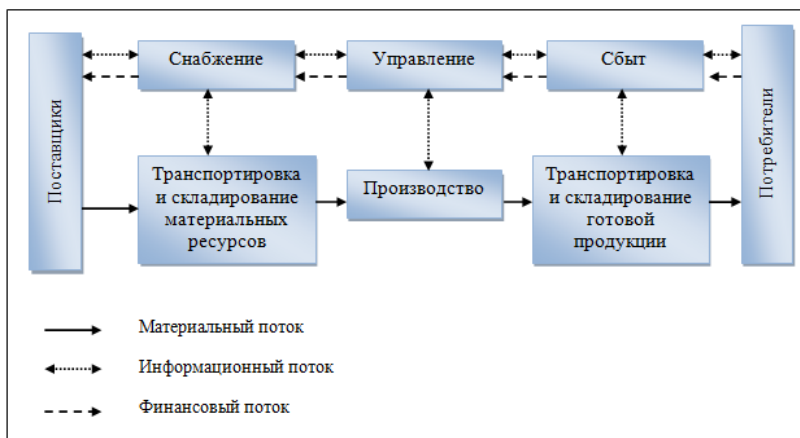 Поставщики
Снабжение
Управление
Сбыт
Потребители
Транспортировка
и складирование
материальных
ресурсов
Производство
Транспортировка
и складирование
готовой
продукции
Материальный поток
Информационный поток
Финансовый поток